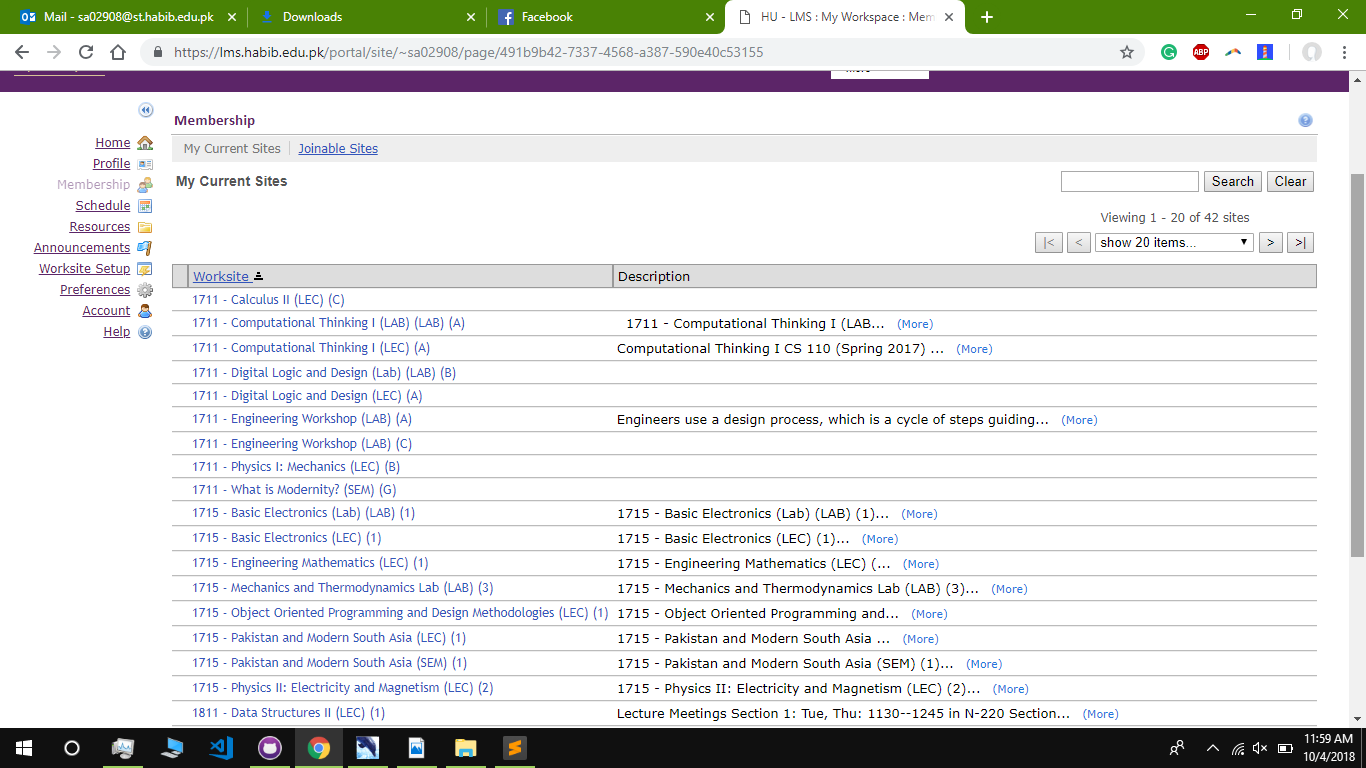 Mail - sa02908@st.habib.edu.pk
Downloads
Facebook
HU - LMS : My Workspace : Mem
https://lms.habib.edu.pk/portal/site/~sa02908/page/491b9b42-7337-4568-a387-590e40c53155
ABP
Membership
My Current Sites
Joinable Sites
Home
Profile
Membership
Schedule
Resources
Announcements
Worksite Setup
Preferences
Account
Help
My Current Sites
Search
Clear
Viewing 1 - 20 of 42 sites
|< < show 20 items... > >|
Worksite Description
1711 - Calculus II (LEC) (C)
1711 - Computational Thinking I (LAB) (LAB) (A) 1711 - Computational Thinking I (LAB... (More)
1711 - Computational Thinking I (LEC) (A) Computational Thinking I CS 110 (Spring 2017) ... (More)
1711 - Digital Logic and Design (Lab) (LAB) (B)
1711 - Digital Logic and Design (LEC) (A)
1711 - Engineering Workshop (LAB) (A) Engineers use a design process, which is a cycle of steps guiding... (More)
1711 - Engineering Workshop (LAB) (C)
1711 - Physics I: Mechanics (LEC) (B)
1711 - What is Modernity? (SEM) (G)
1715 - Basic Electronics (Lab) (LAB) (1) 1715 - Basic Electronics (Lab) (LAB) (1)... (More)
1715 - Basic Electronics (LEC) (1) 1715 - Basic Electronics (LEC) (1)... (More)
1715 - Engineering Mathematics (LEC) (1) 1715 - Engineering Mathematics (LEC) (... (More)
1715 - Mechanics and Thermodynamics Lab (LAB) (3) 1715 - Mechanics and Thermodynamics Lab (LAB) (3)... (More)
1715 - Object Oriented Programming and Design Methodologies (LEC) (1) 1715 - Object Oriented Programming and... (More)
1715 - Pakistan and Modern South Asia (LEC) (1) 1715 - Pakistan and Modern South Asia ... (More)
1715 - Pakistan and Modern South Asia (SEM) (1) 1715 - Pakistan and Modern South Asia (SEM) (1)... (More)
1715 - Physics II: Electricity and Magnetism (LEC) (2) 1715 - Physics II: Electricity and Magnetism (LEC) (2)... (More)
1811 - Data Structures II (LEC) (1) Lecture Meetings Section 1: Tue, Thu: 1130--1245 in N-220 Section... (More)
11:59 AM
10/4/2018